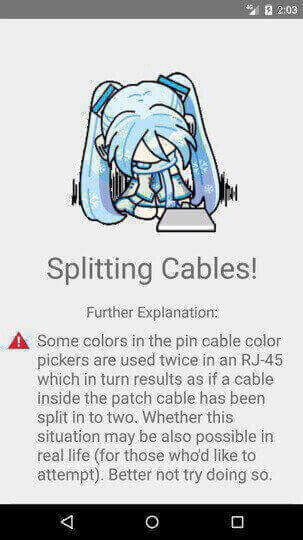 4G 2:03
Splitting Cables!
Further Explanation:
Some colors in the pin cable color
pickers are used twice in an RJ-45
which in turn results as if a cable
inside the patch cable has been
split in to two. Whether this
situation may be also possible in
real life (for those who'd like to
attempt). Better not try doing so.